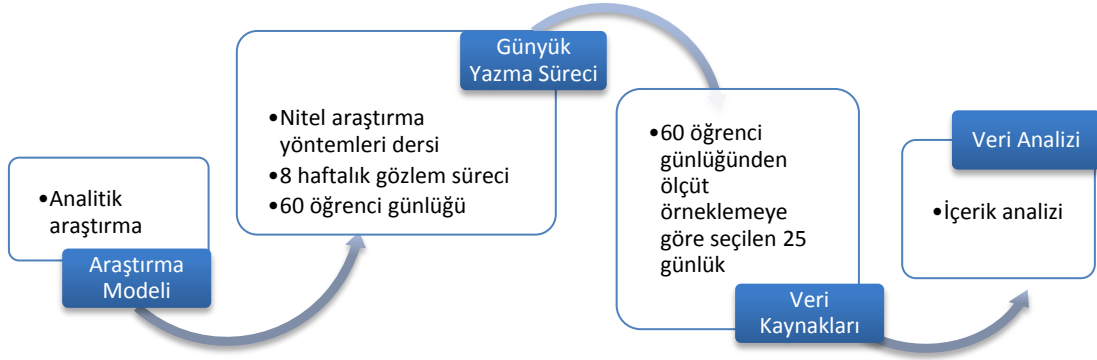 •Analitik
araştırma
Araştırma
Modeli
Günyük
Yazma Süreci
•Nitel araştırma
yöntemleri dersi
•8 haftalık gözlem süreci
•60 öğrenci günlüğü
•60 öğrenci
günlüğünden
ölçüt
örneklemeye
göre seçilen 25
günlük
Veri
Kaynakları
Veri Analizi
•İçerik analizi